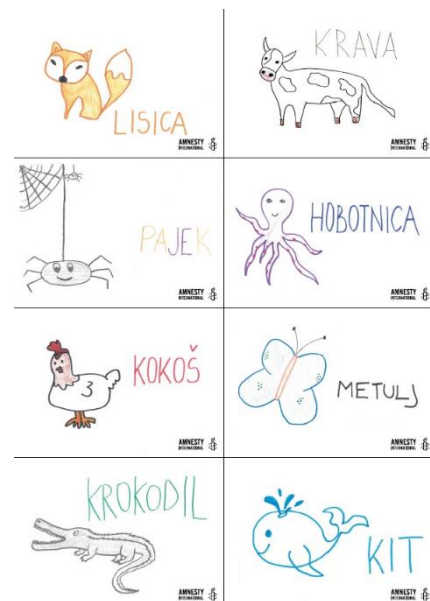 LISICA
AMNESTY
INTERNATIONAL
KRAVA
AMNESTY
INTERNATIONAL
PAJEK
AMNESTY
INTERNATIONAL
HOBOTNICA
AMNESTY
INTERNATIONAL
KOKOŠ
AMNESTY
INTERNATIONAL
METULJ
AMNESTY
INTERNATIONAL
KROKODIL
AMNESTY
INTERNATIONAL
KIT
AMNESTY
INTERNATIONAL